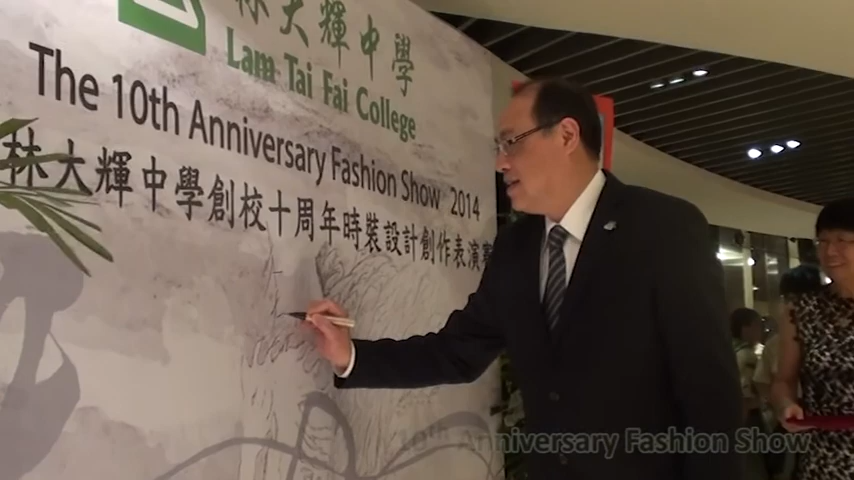 林大輝中學
Lam Tai Fai College
The 10th Anniversary Fashion Show 2014
林大輝中學創校十周年時裝設計創作表演賽
10th Anniversary Fashion Show